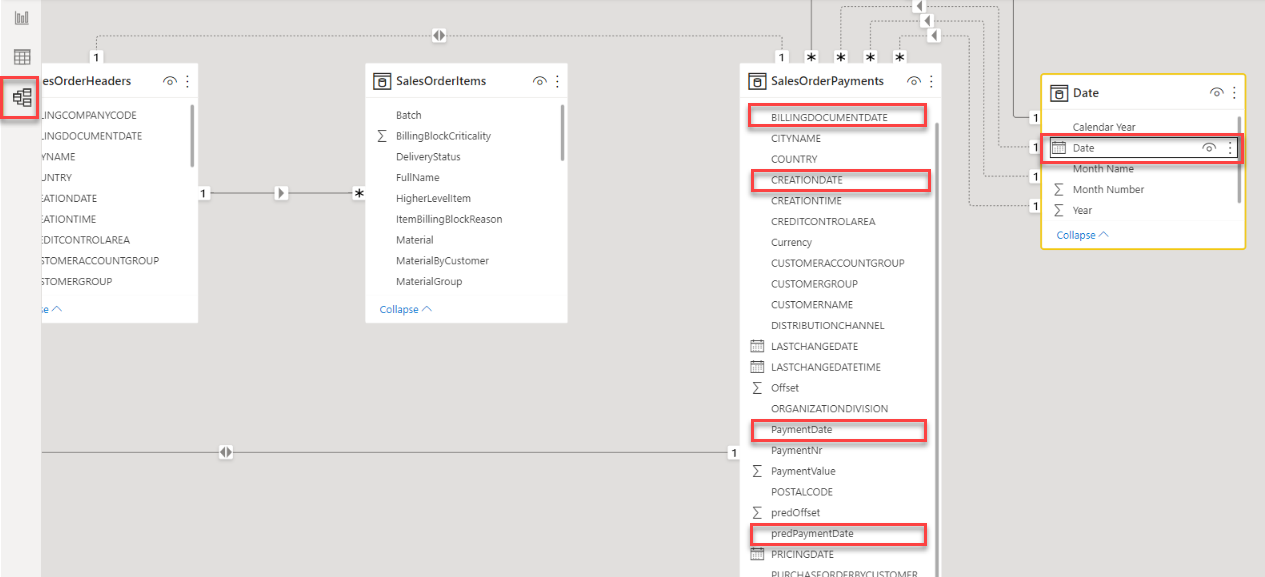 1
1
*
*
*
*
esOrderHeaders
LINGCOMPANYCODE
LINGDOCUMENTDATE
YNAME
UNTRY
EATIONDATE
EATIONTIME
EDITCONTROLAREA
STOMERACCOUNTGROUP
STOMERGROUP
se
1
*
SalesOrderItems
Batch
BillingBlockCriticality
DeliveryStatus
FullName
HigherLevelItem
ItemBillingBlockReason
Material
MaterialByCustomer
MaterialGroup
Collapse
SalesOrderPayments
BILLINGDOCUMENTDATE
CITYNAME
COUNTRY
CREATIONDATE
CREATIONTIME
CREDITCONTROLAREA
Currency
CUSTOMERACCOUNTGROUP
CUSTOMERGROUP
CUSTOMERNAME
DISTRIBUTIONCHANNEL
LASTCHANGEDATE
LASTCHANGEDATETIME
Offset
ORGANIZATIONDIVISION
PaymentDate
PaymentNr
PaymentValue
POSTALCODE
predOffset
predPaymentDate
PRICINGDATE
PURCHASEORDERBYCUSTOMER
1
Date
1
Calendar Year
1
Date
Month Name
1
Month Number
1
Year
Collapse